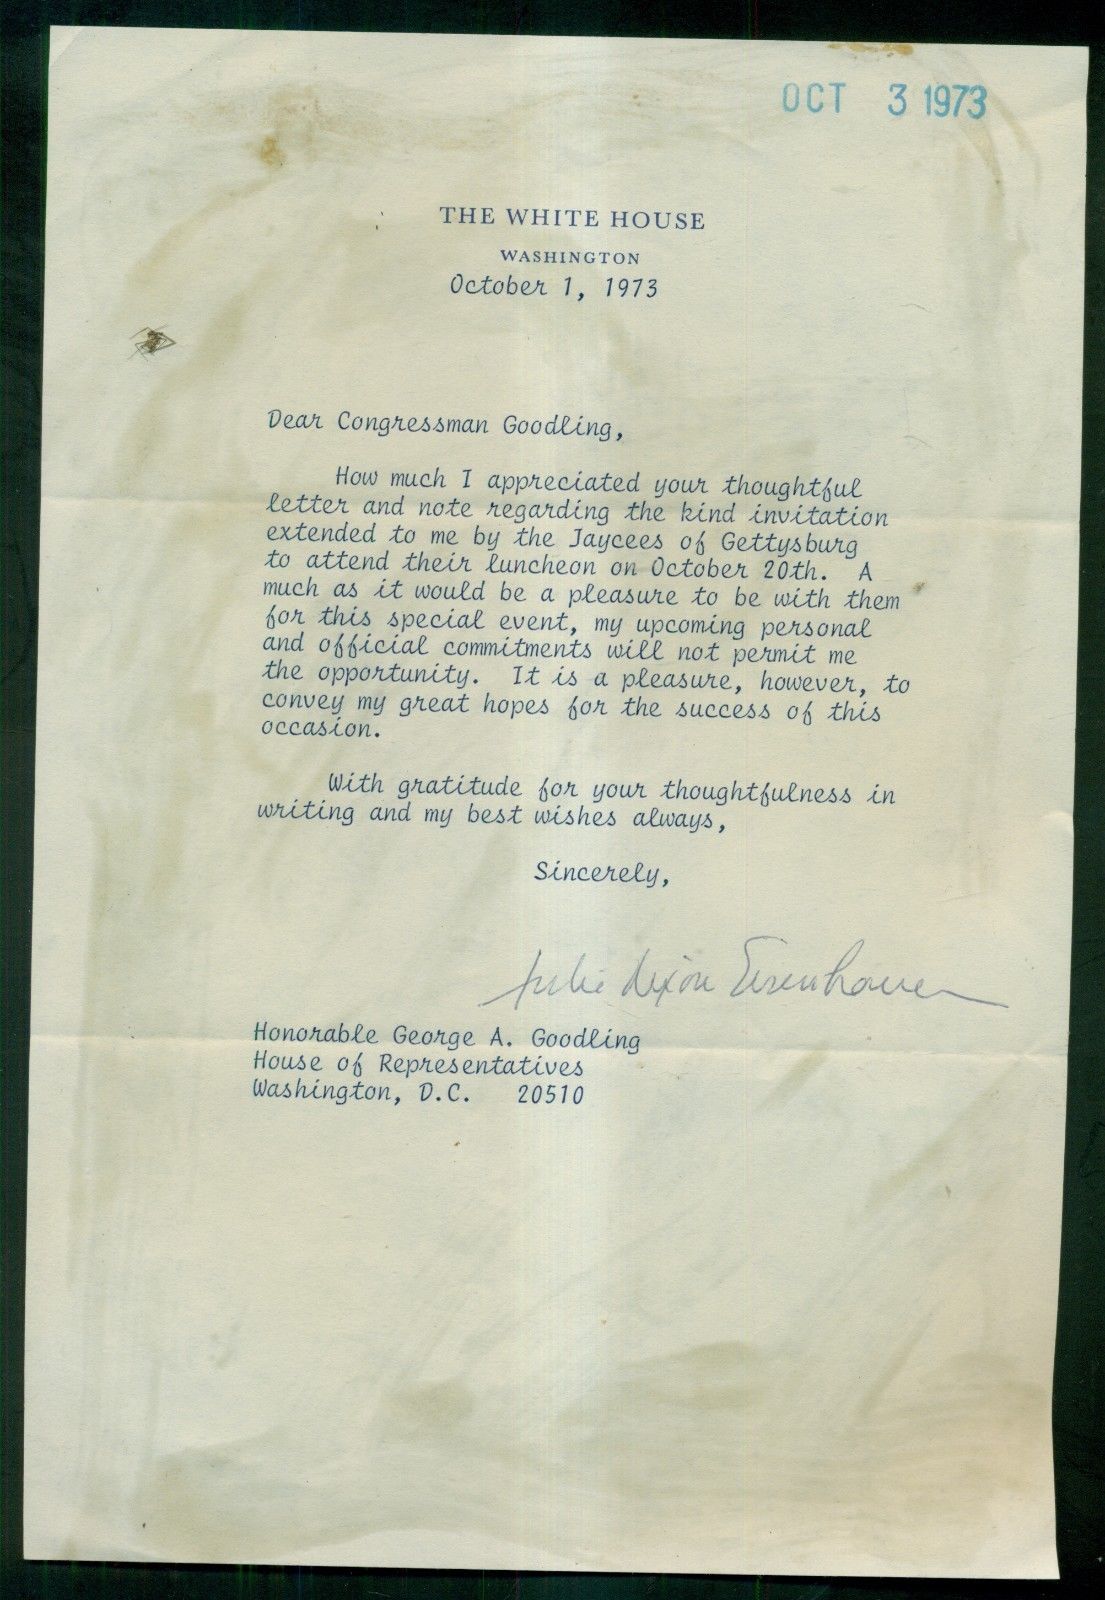 OCT 3 1973
THE WHITE HOUSE
WASHINGTON
October 1, 1973
Dear Congressman Goodling,
How much I appreciated your thoughtful
letter and note regarding the kind invitation
extended to me by the Jaycees of Gettysburg
to attend their luncheon on October 20th. A
much as it would be a pleasure to be with them
for this special event, my upcoming personal
and official commitments will not permit me
the opportunity. It is a pleasure, however, to
convey my great hopes for the success of this
occasion.
With gratitude for your thoughtfulness in
writing and my best wishes always,
Sincerely,
Julie Nixon Eisenhower
Honorable George A. Goodling
House of Representatives
Washington, D.C. 20510